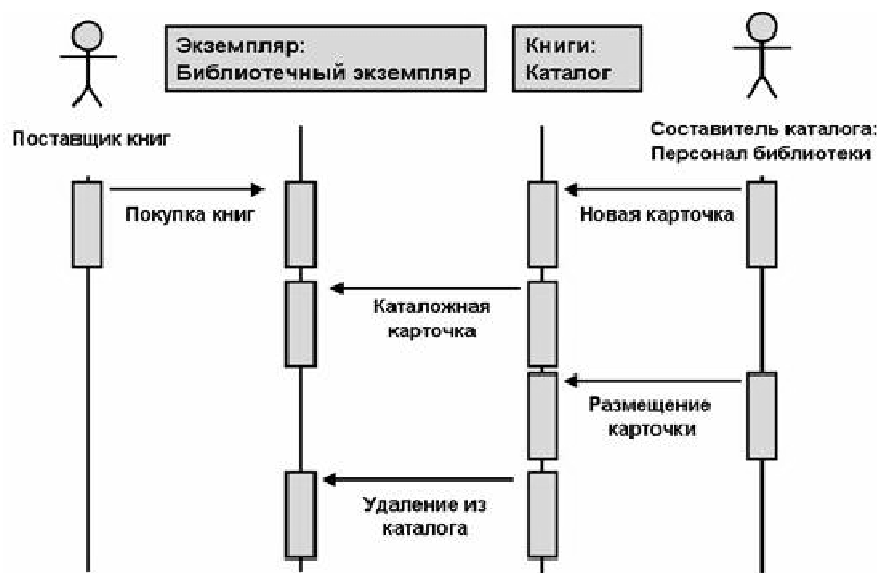 Экземпляр:
Библиотечный экземпляр
Книги:
Каталог
Поставщик книг
Составитель каталога:
Персонал библиотеки
Покупка книг
Новая карточка
Каталожная
карточка
Размещение
карточки
Удаление из
каталога